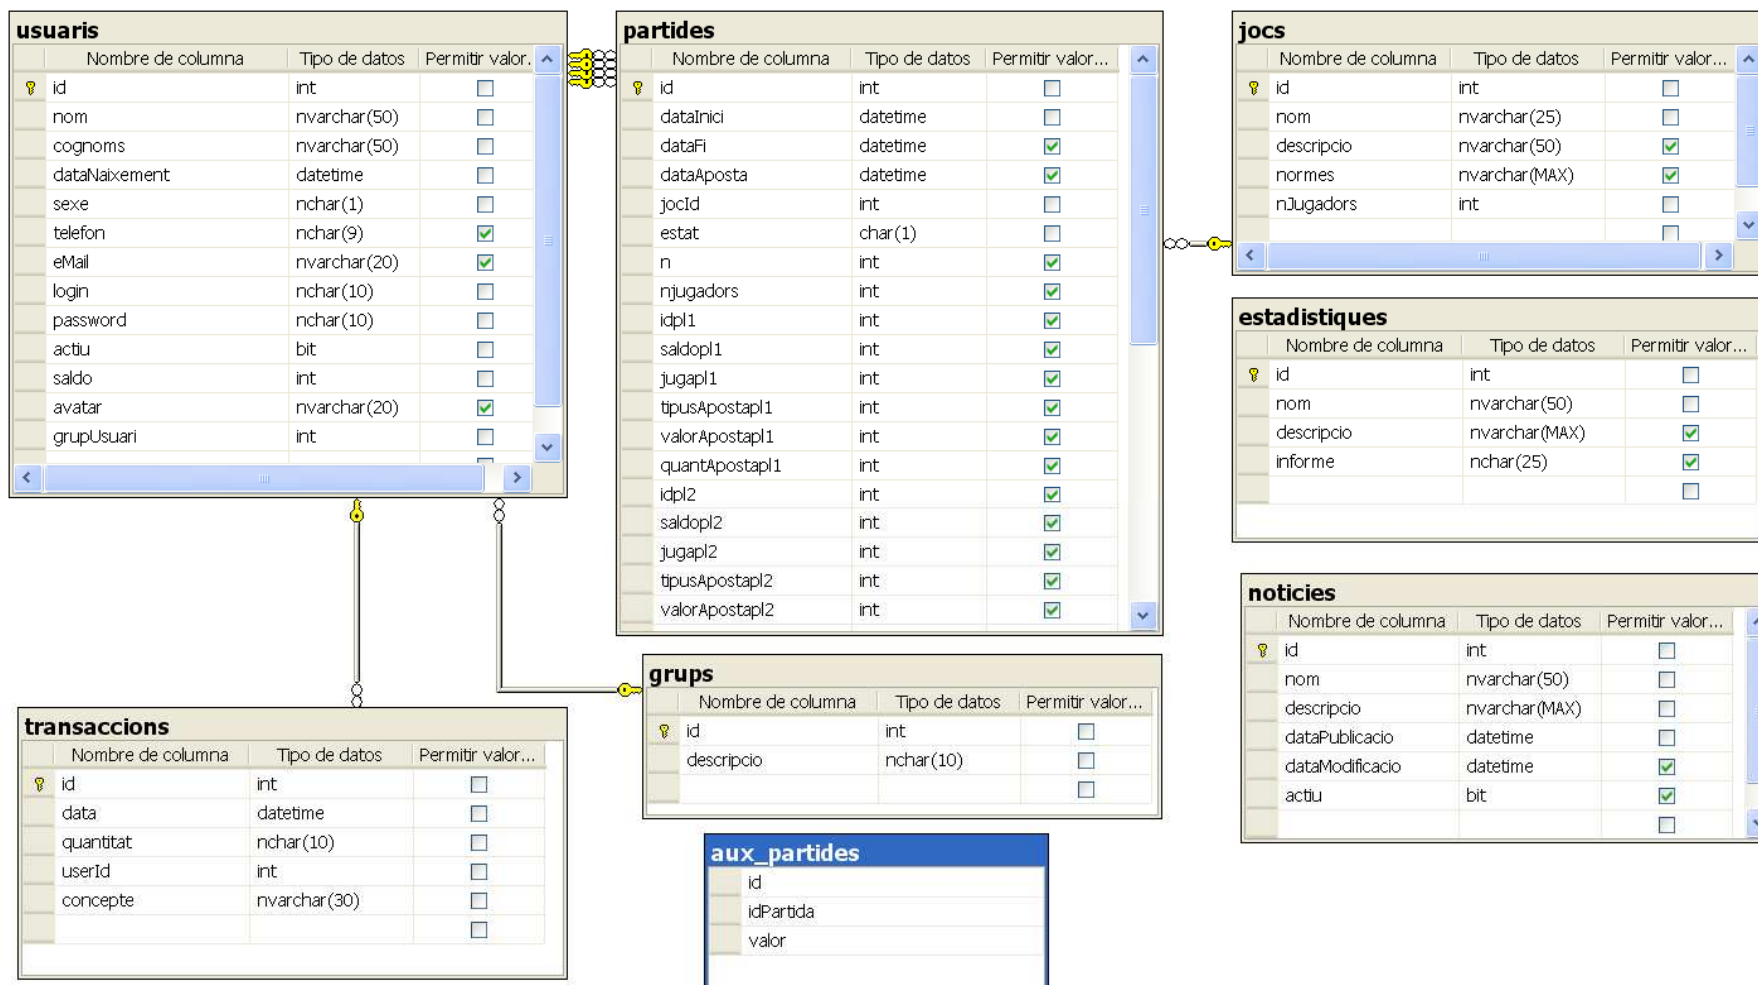 usuaris
Nombre de columna Tipo de datos Permitir valor.
id int
nom nvarchar(50)
cognoms nvarchar(50)
dataNaixement datetime
sexe nchar(1)
telefon nchar(9)
eMail nvarchar(20)
login nchar(10)
password nchar(10)
actiu bit
saldo int
avatar nvarchar(20)
grupUsuari int
partides
Nombre de columna Tipo de datos Permitir valor...
id int
dataInici datetime
dataFi datetime
dataAposta datetime
jocId int
estat char(1)
n int
njugadors int
idpl1 int
saldopl1 int
jugapl1 int
tipusApostapl1 int
valorApostapl1 int
quantApostapl1 int
idpl2 int
saldopl2 int
jugapl2 int
tipusApostapl2 int
valorApostapl2 int
jocs
Nombre de columna Tipo de datos Permitir valor...
id int
nom nvarchar(25)
descripcio nvarchar(50)
normes nvarchar(MAX)
nJugadors int
estadistiques
Nombre de columna Tipo de datos Permitir valor...
id int
nom nvarchar(50)
descripcio nvarchar(MAX)
informe nchar(25)
noticies
Nombre de columna Tipo de datos Permitir valor...
id int
nom nvarchar(50)
descripcio nvarchar(MAX)
dataPublicacio datetime
dataModificacio datetime
actiu bit
grups
Nombre de columna Tipo de datos Permitir valor...
id int
descripcio nchar(10)
transaccions
Nombre de columna Tipo de datos Permitir valor...
id int
data datetime
quantitat nchar(10)
userId int
concepte nvarchar(30)
aux_partides
id
idPartida
valor